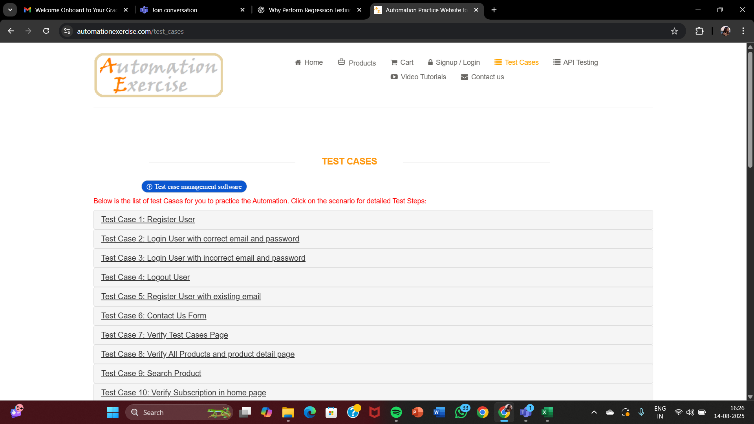 Welcome Onboard to Your Gra
Join conversation
Why Perform Regression Testin
Automation Practice Website fo
automationexercise.com/test_cases
Automation
Exercise
Home
Products
Cart
Signup / Login
Test Cases
API Testing
Video Tutorials
Contact us
TEST CASES
Test case management software
Below is the list of test Cases for you to practice the Automation. Click on the scenario for detailed Test Steps:
Test Case 1: Register User
Test Case 2: Login User with correct email and password
Test Case 3: Login User with incorrect email and password
Test Case 4: Logout User
Test Case 5: Register User with existing email
Test Case 6: Contact Us Form
Test Case 7: Verify Test Cases Page
Test Case 8: Verify All Products and product detail page
Test Case 9: Search Product
Test Case 10: Verify Subscription in home page
Search
ENG
IN
16:26
14-08-2025